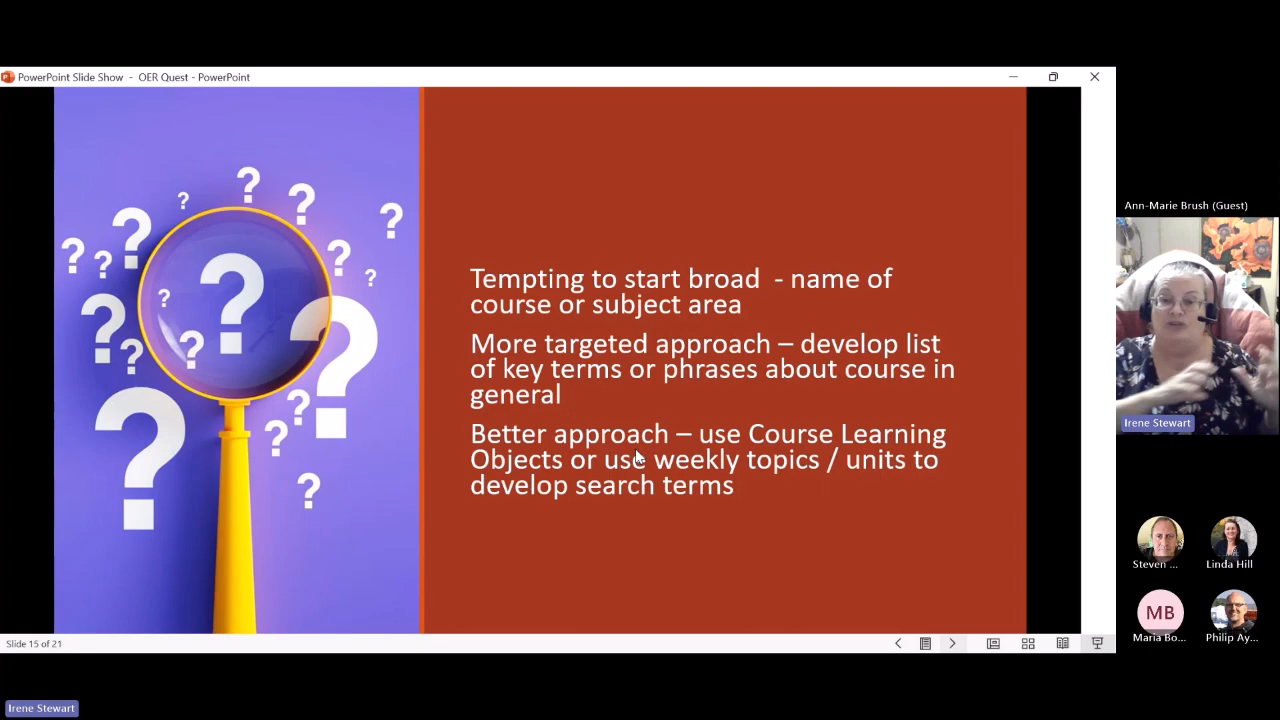 PowerPoint Slide Show - OER Quest - PowerPoint
Tempting to start broad - name of
course or subject area
More targeted approach – develop list
of key terms or phrases about course in
general
Better approach – use Course Learning
Objects or use weekly topics / units to
develop search terms
Slide 15 of 21
Ann-Marie Brush (Guest)
Irene Stewart
Steven ...
Linda Hill
MB
Maria Bo...
Philip Ay...
Irene Stewart